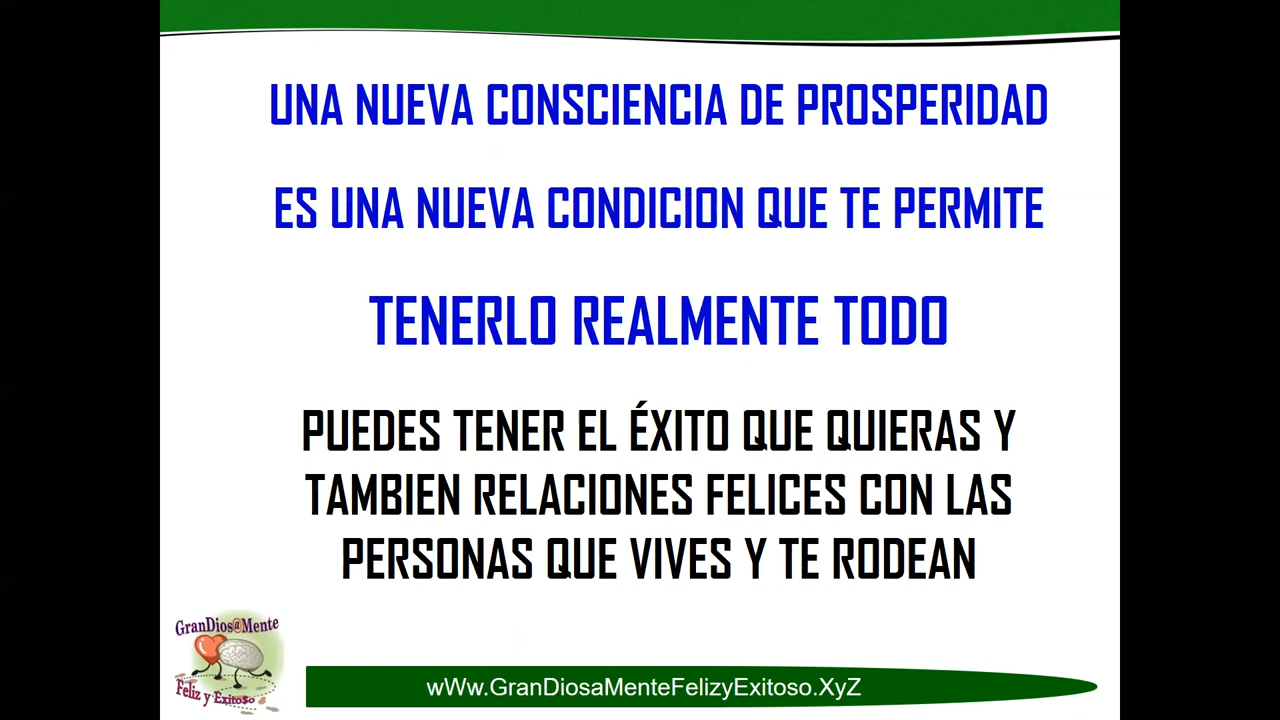 UNA NUEVA CONSCIENCIA DE PROSPERIDAD
ES UNA NUEVA CONDICION QUE TE PERMITE
TENERLO REALMENTE TODO
PUEDES TENER EL ÉXITO QUE QUIERAS Y
TAMBIEN RELACIONES FELICES CON LAS
PERSONAS QUE VIVES Y TE RODEAN
GranDios@Mente
Feliz y Exito$o
wWw.GranDiosaMenteFelizyExitoso.XyZ